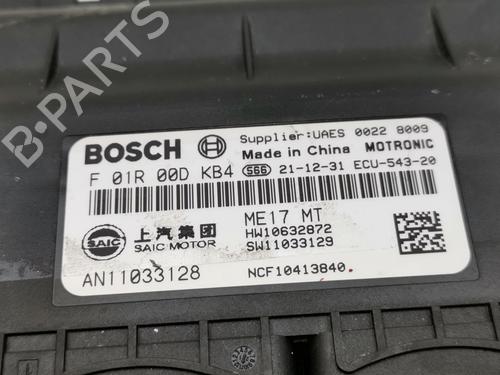 BOSCH Supplier:UAES 0022 8009
Made in China MOTRONIC
F 01R 00D KB4 566 21-12-31 ECU-543-20
SAIC 上汽集团 ME17 MT
SAIC MOTOR HW10632872
SW11033129
AN11033128 NCF10413840.
B-PARTS